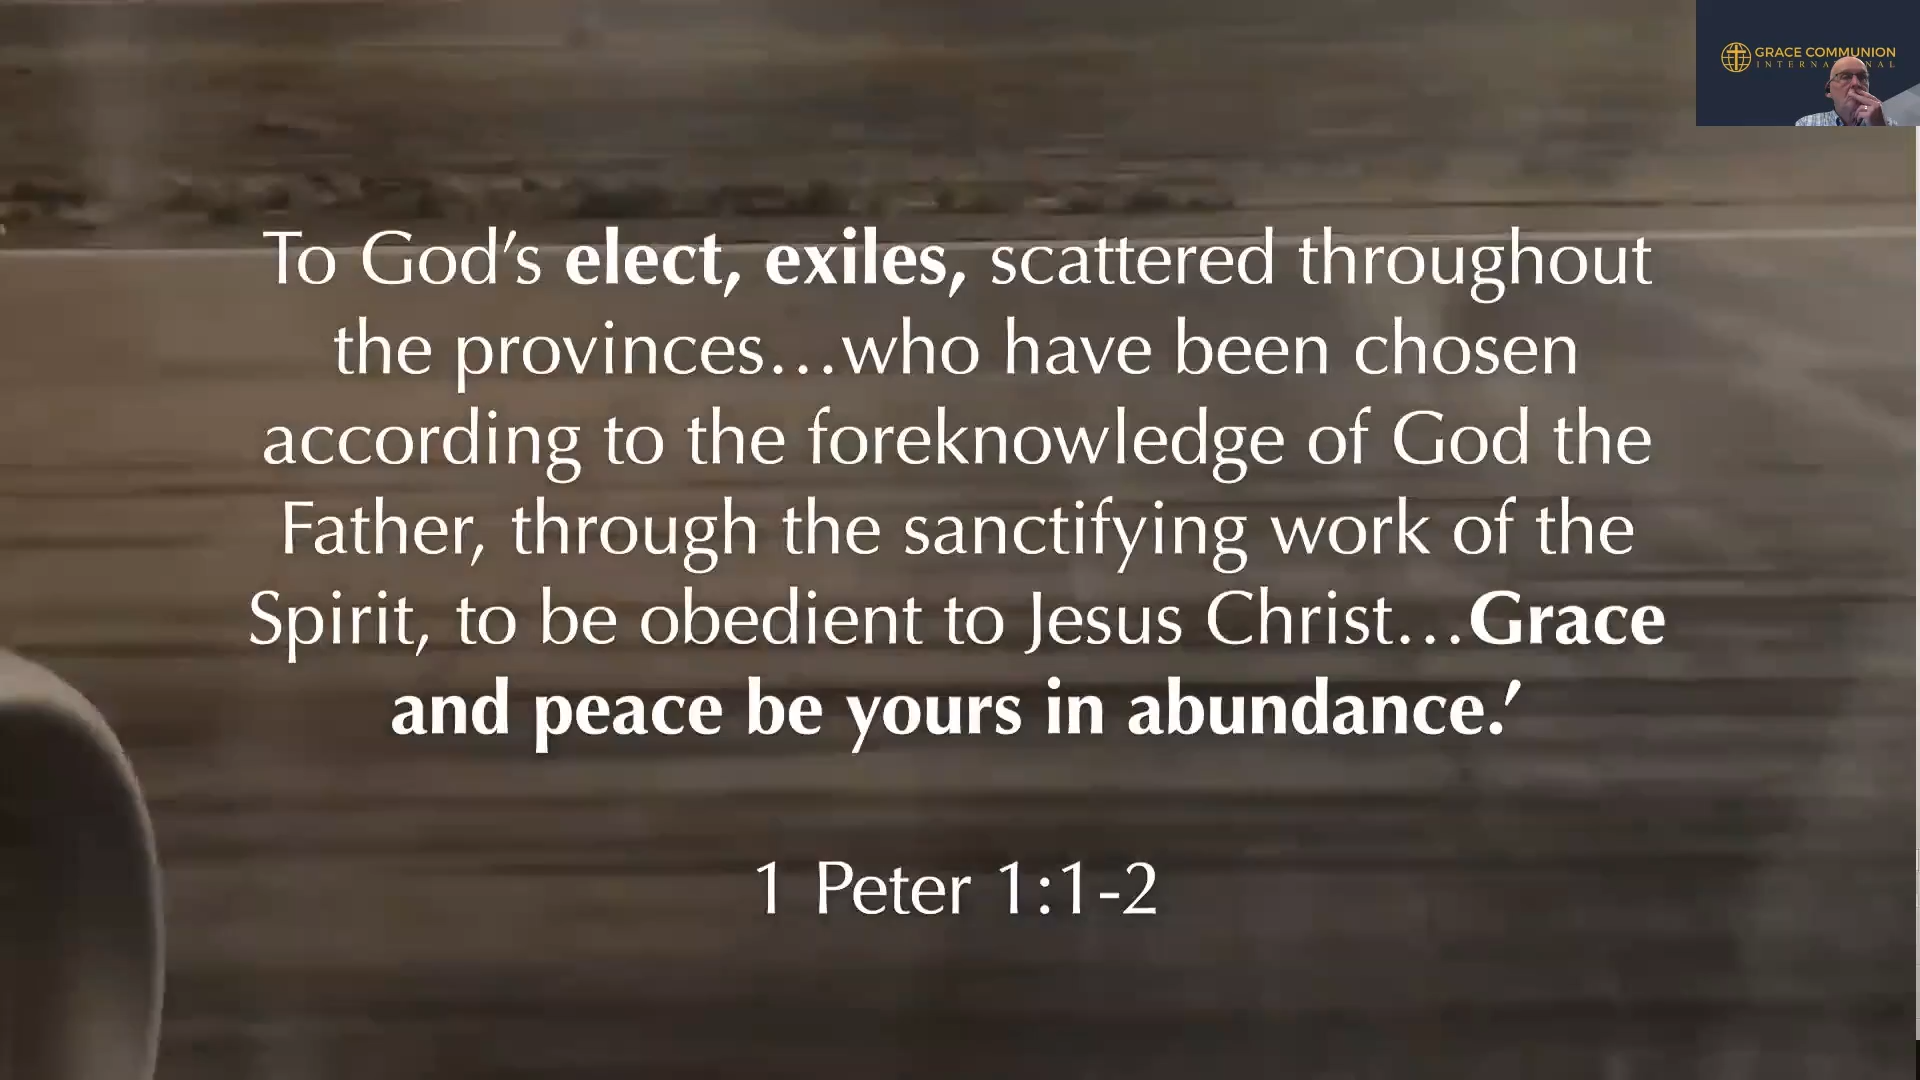 GRACE COMMUNION
To God’s elect, exiles, scattered throughout
the provinces…who have been chosen
according to the foreknowledge of God the
Father, through the sanctifying work of the
Spirit, to be obedient to Jesus Christ…Grace
and peace be yours in abundance.’
1 Peter 1:1-2